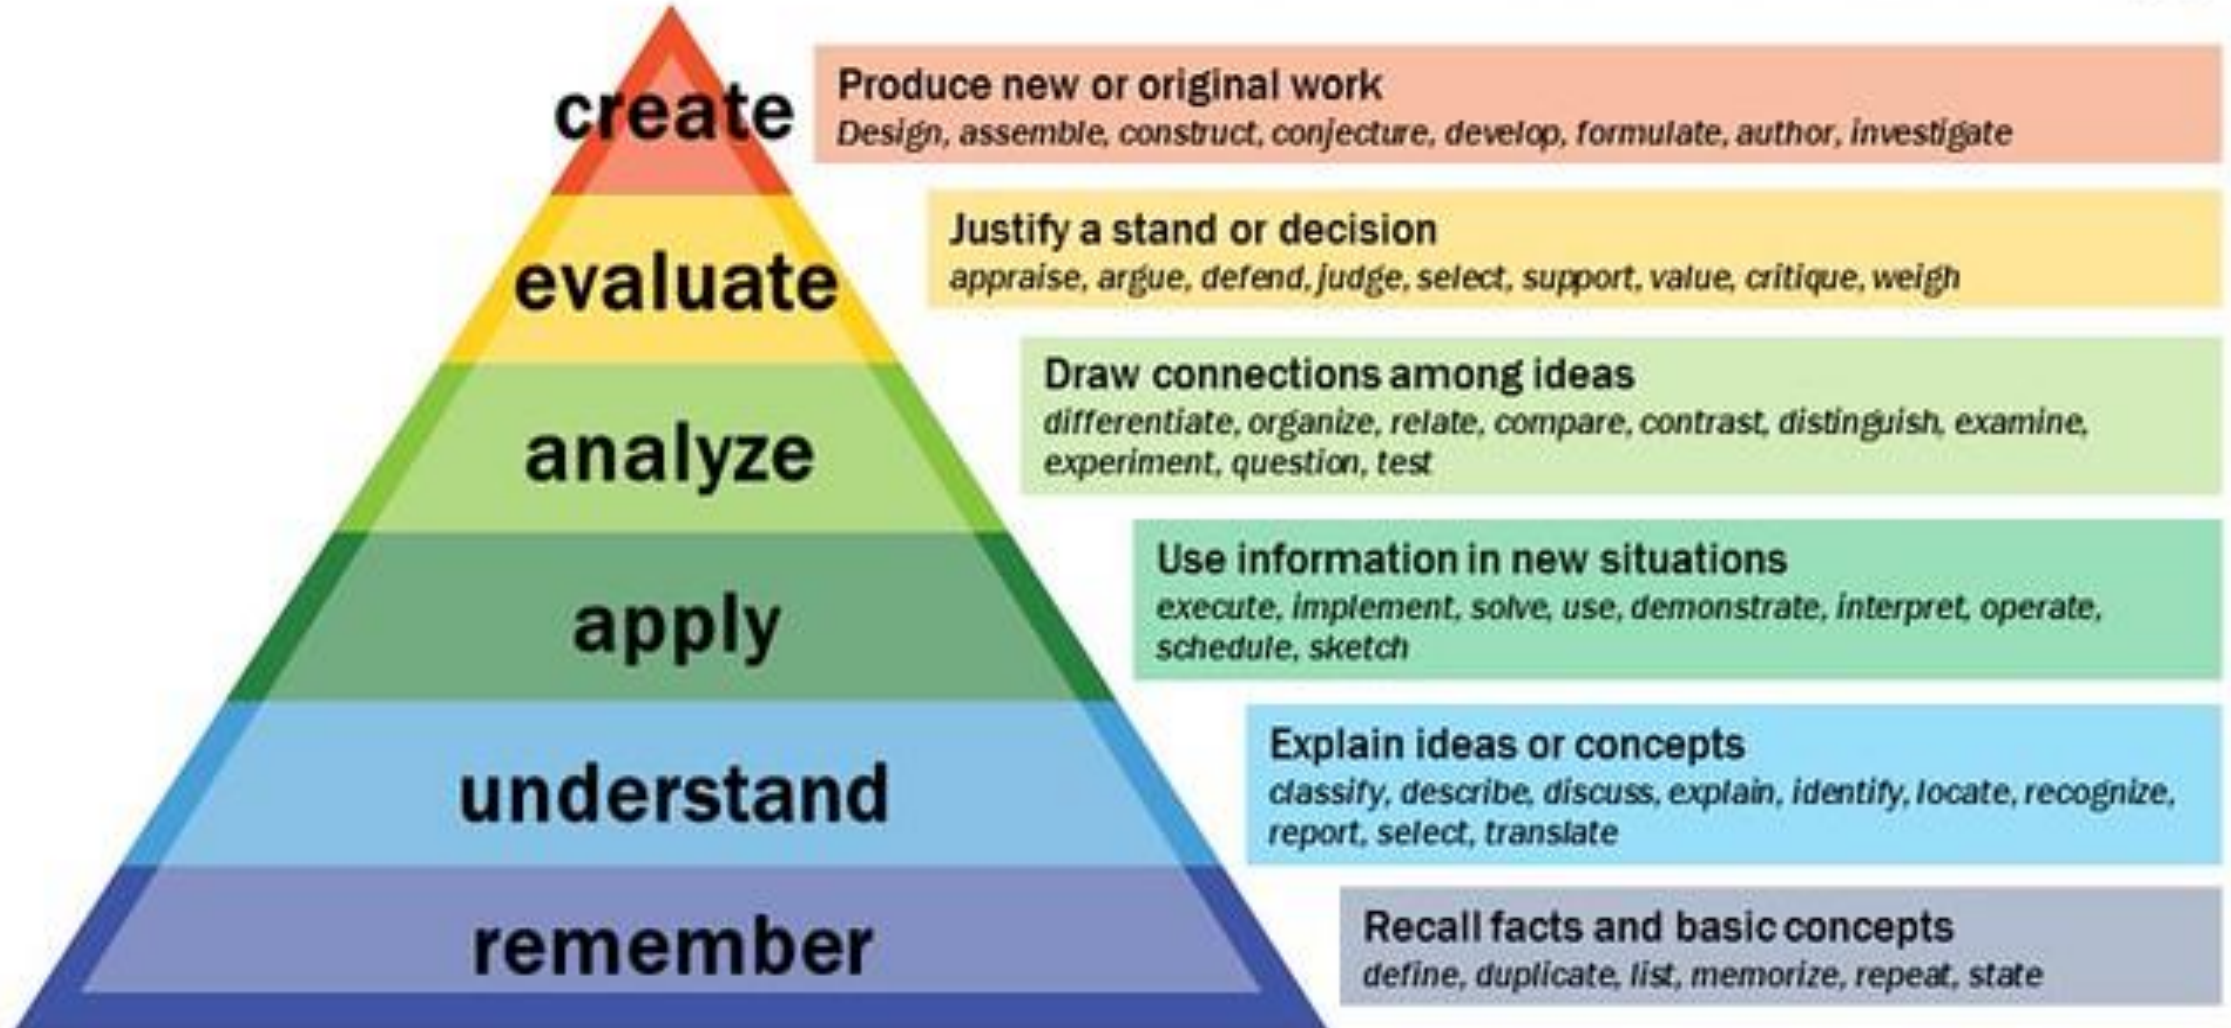 create
Produce new or original work
Design, assemble, construct, conjecture, develop, formulate, author, investigate
evaluate
Justify a stand or decision
appraise, argue, defend, judge, select, support, value, critique, weigh
analyze
Draw connections among ideas
differentiate, organize, relate, compare, contrast, distinguish, examine,
experiment, question, test
apply
Use information in new situations
execute, implement, solve, use, demonstrate, interpret, operate,
schedule, sketch
understand
Explain ideas or concepts
classify, describe, discuss, explain, identify, locate, recognize,
report, select, translate
remember
Recall facts and basic concepts
define, duplicate, list, memorize, repeat, state